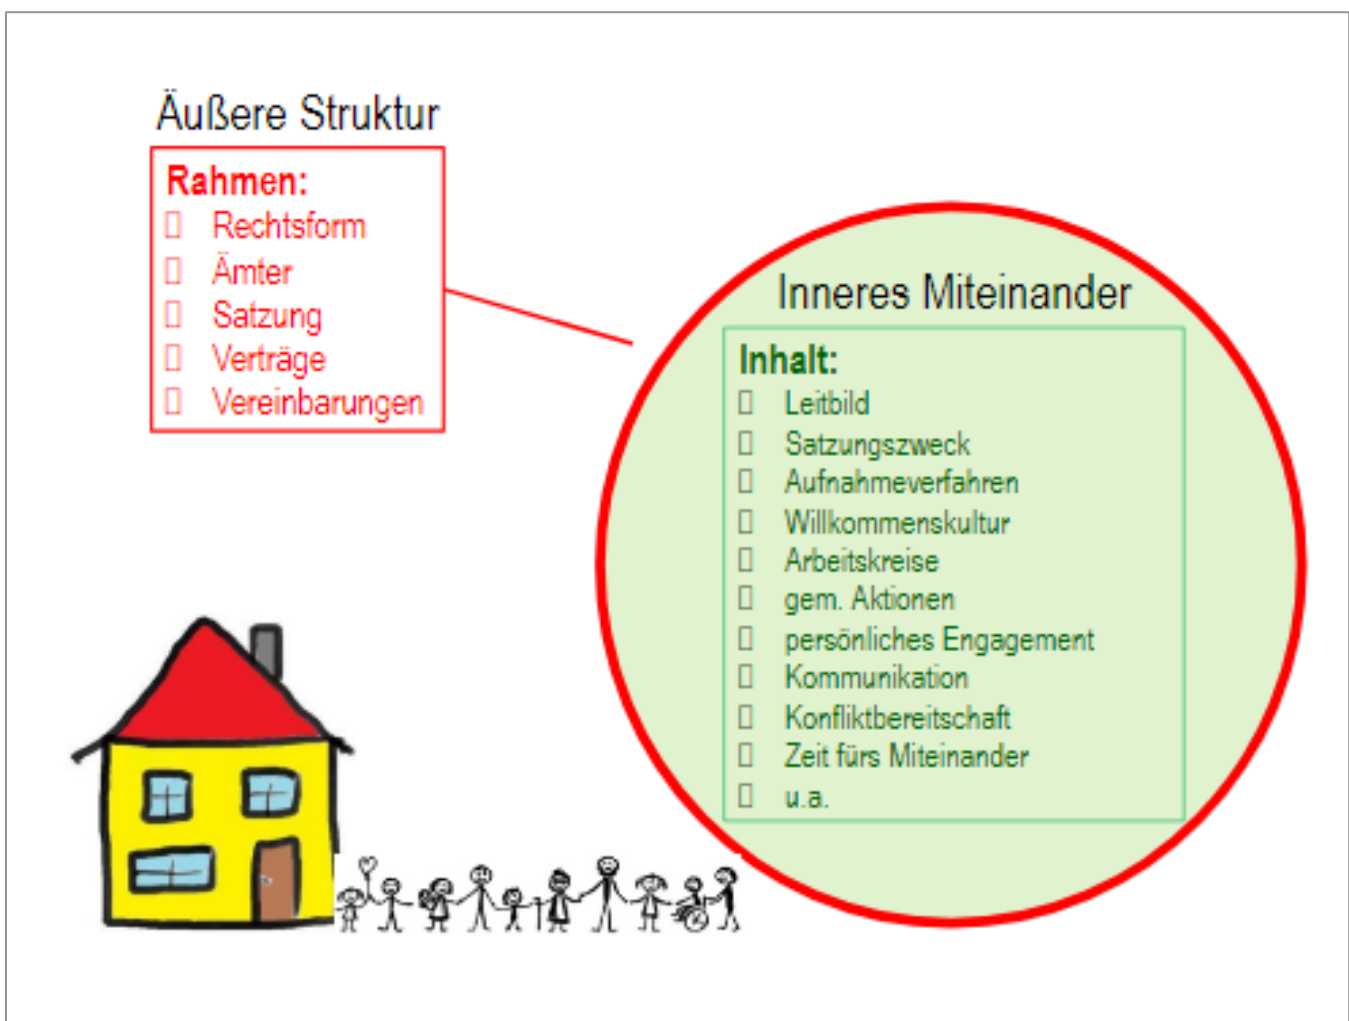 Äußere Struktur
Rahmen:
Rechtsform
Ämter
Satzung
Verträge
Vereinbarungen
Inneres Miteinander
Inhalt:
Leitbild
Satzungszweck
Aufnahmeverfahren
Willkommenskultur
Arbeitskreise
gem. Aktionen
persönliches Engagement
Kommunikation
Konfliktbereitschaft
Zeit fürs Miteinander
u.a.